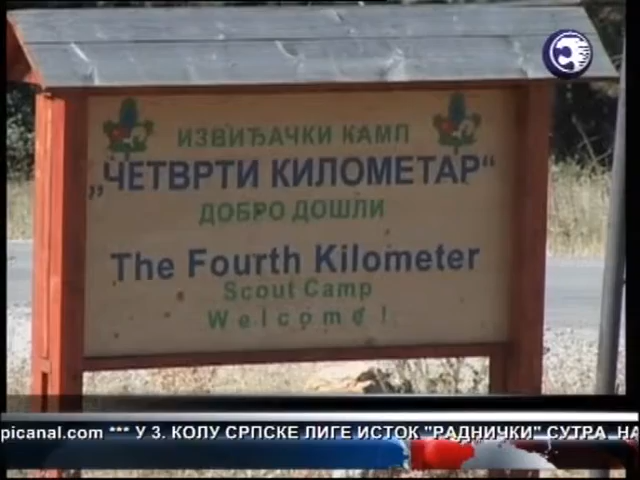 ИЗВИЂАЧКИ КАМП
„ЧЕТВРТИ КИЛОМЕТАР“
ДОБРО ДОШЛИ
The Fourth Kilometer
Scout Camp
Welcome!
picanal.com *** У 3. КОЛУ СРПСКЕ ЛИГЕ ИСТОК "РАДНИЧКИ" СУТРА НА